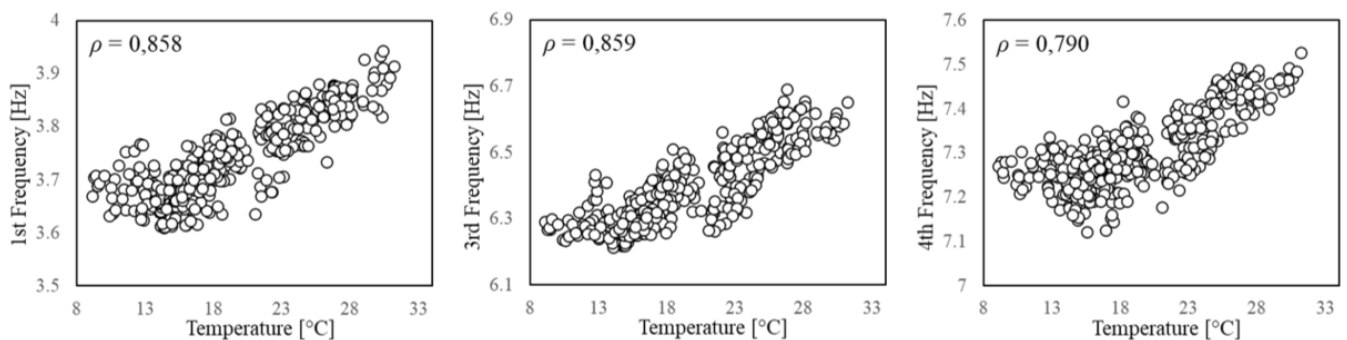 ρ = 0,858
1st Frequency [Hz]
4
3.9
3.8
3.7
3.6
3.5
8 13 18 23 28 33
Temperature [°C]
ρ = 0,859
3rd Frequency [Hz]
6.9
6.7
6.5
6.3
6.1
8 13 18 23 28 33
Temperature [°C]
ρ = 0,790
4th Frequency [Hz]
7.6
7.5
7.4
7.3
7.2
7.1
7
8 13 18 23 28 33
Temperature [°C]